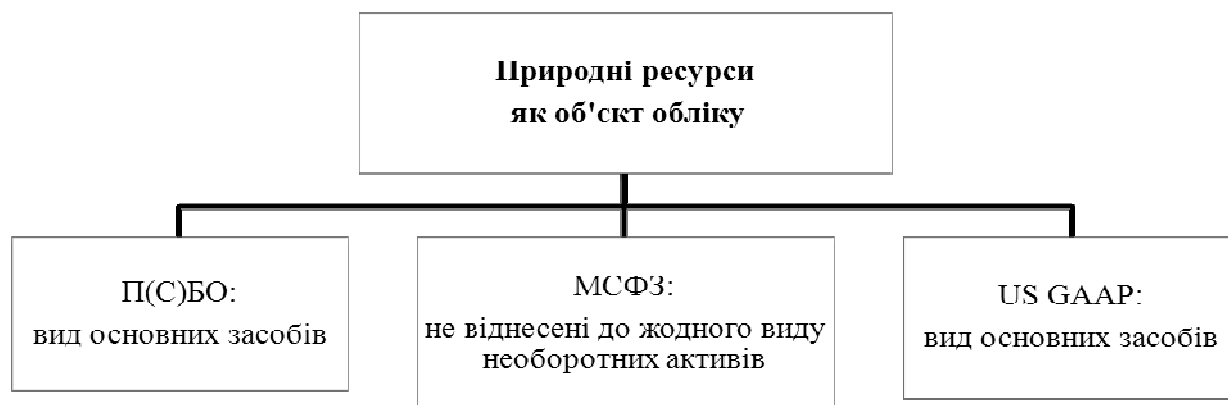 Природні ресурси
як об'єкт обліку
П(С)БО:
вид основних засобів
МСФЗ:
не віднесені до жодного виду
необоротних активів
US GAAP:
вид основних засобів